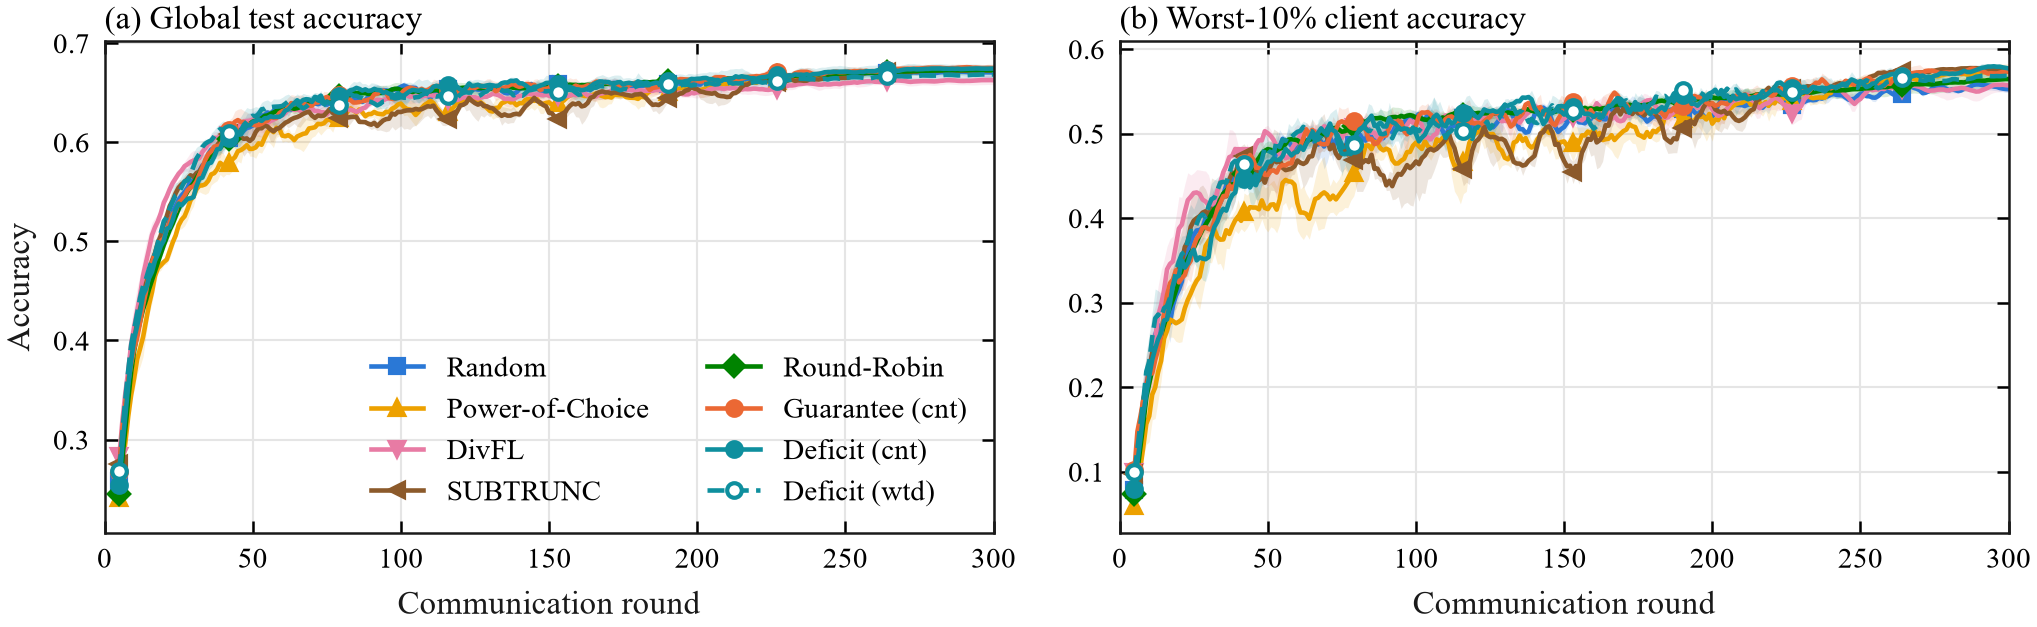 (a) Global test accuracy
0.7
0.6
0.5
0.4
0.3
Accuracy
0 50 100 150 200 250 300
Communication round
Random
Power-of-Choice
DivFL
SUBTRUNC
Round-Robin
Guarantee (cnt)
Deficit (cnt)
Deficit (wtd)
(b) Worst-10% client accuracy
0.6
0.5
0.4
0.3
0.2
0.1
0 50 100 150 200 250 300
Communication round